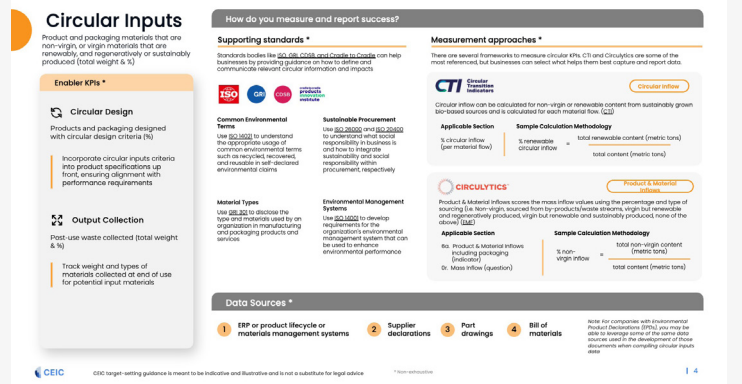 Circular Inputs
Product and packaging materials that are
non-virgin, or virgin materials that are
renewably, and regeneratively or sustainably
produced (total weight & %)
Enabler KPIs *
Circular Design
Products and packaging designed
with circular design criteria (%)
Incorporate circular inputs criteria
into product specifications up
front, ensuring alignment with
performance requirements
Output Collection
Post-use waste collected (total weight
& %)
Track weight and types of
materials collected at end of use
for potential input materials
How do you measure and report success?
Supporting standards *
Standards bodies like ISO, GRI, CDSB and Cradle to Cradle can help
businesses by providing guidance on how to define and
communicate relevant circular information and impacts
ISO
GRI
CDSB
cradle to cradle
products
innovation
institute
Common Environmental
Terms
Use ISO 14021 to understand
the appropriate usage of
common environmental terms
such as recycled, recovered,
and reusable in self-declared
environmental claims
Sustainable Procurement
Use ISO 26000 and ISO 20400
to understand what social
responsibility in business is
and how to integrate
sustainability and social
responsibility within
procurement, respectively
Material Types
Use GRI 301 to disclose the
type and materials used by an
organization in manufacturing
and packaging products and
services
Environmental Management
Systems
Use ISO 14001 to develop
requirements for the
organization's environmental
management system that can
be used to enhance
environmental performance
Measurement approaches *
There are several frameworks to measure circular KPIs. CTI and Circulytics are some of the
most referenced, but businesses can select what helps them best capture and report data.
CTI Circular
Transition
Indicators
Circular Inflow
Circular inflow can be calculated for non-virgin or renewable content from sustainably grown
bio-based sources and is calculated for each material flow. (CTI)
Applicable Section
Sample Calculation Methodology
% circular inflow
(per material flow)
% renewable
circular inflow
=
total renewable content (metric tons)
total content (metric tons)
CIRCULYTICS
Product & Material
Inflows
Product & Material Inflows scores the mass inflow values using the percentage and type of
sourcing (i.e. Non-virgin, sourced from by-products/waste streams, virgin but renewable
and regeneratively produced, virgin but renewable and sustainably produced, none of the
above) (EMF)
Applicable Section
Sample Calculation Methodology
6a. Product & Material Inflows
including packaging
(indicator)
Or. Mass Inflow (question)
% non-
virgin inflow
=
total non-virgin content
(metric tons)
total content (metric tons)
Data Sources *
1 ERP or product lifecycle or
materials management systems
2 Supplier
declarations
3 Part
drawings
4 Bill of
materials
Note: For companies with Environmental
Product Declarations (EPDs), you may be
able to leverage some of the same data
sources used in the development of those
documents when compiling circular inputs
data
CEIC
CEIC target-setting guidance is meant to be indicative and illustrative and is not a substitute for legal advice
* Non-exhaustive
4